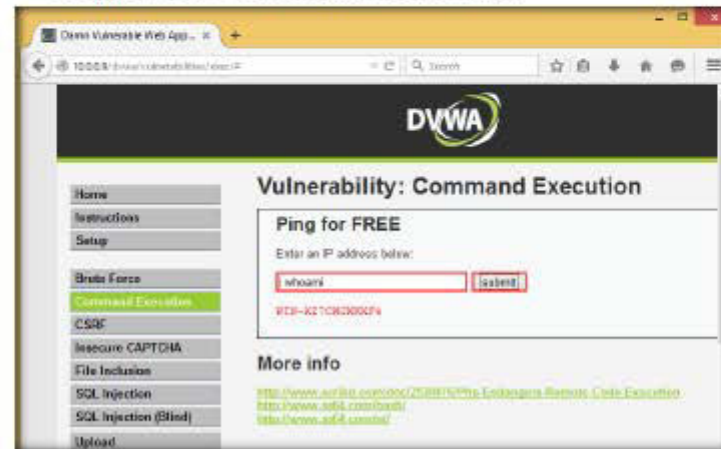 Damn Vulnerable Web App...
Search
DVWA
Home
Instructions
Setup
Brute Force
Command Execution
CSRF
Insecure CAPTCHA
File Inclusion
SQL Injection
SQL Injection (Blind)
Upload
Vulnerability: Command Execution
Ping for FREE
Enter an IP address below:
whoami
submit
More info